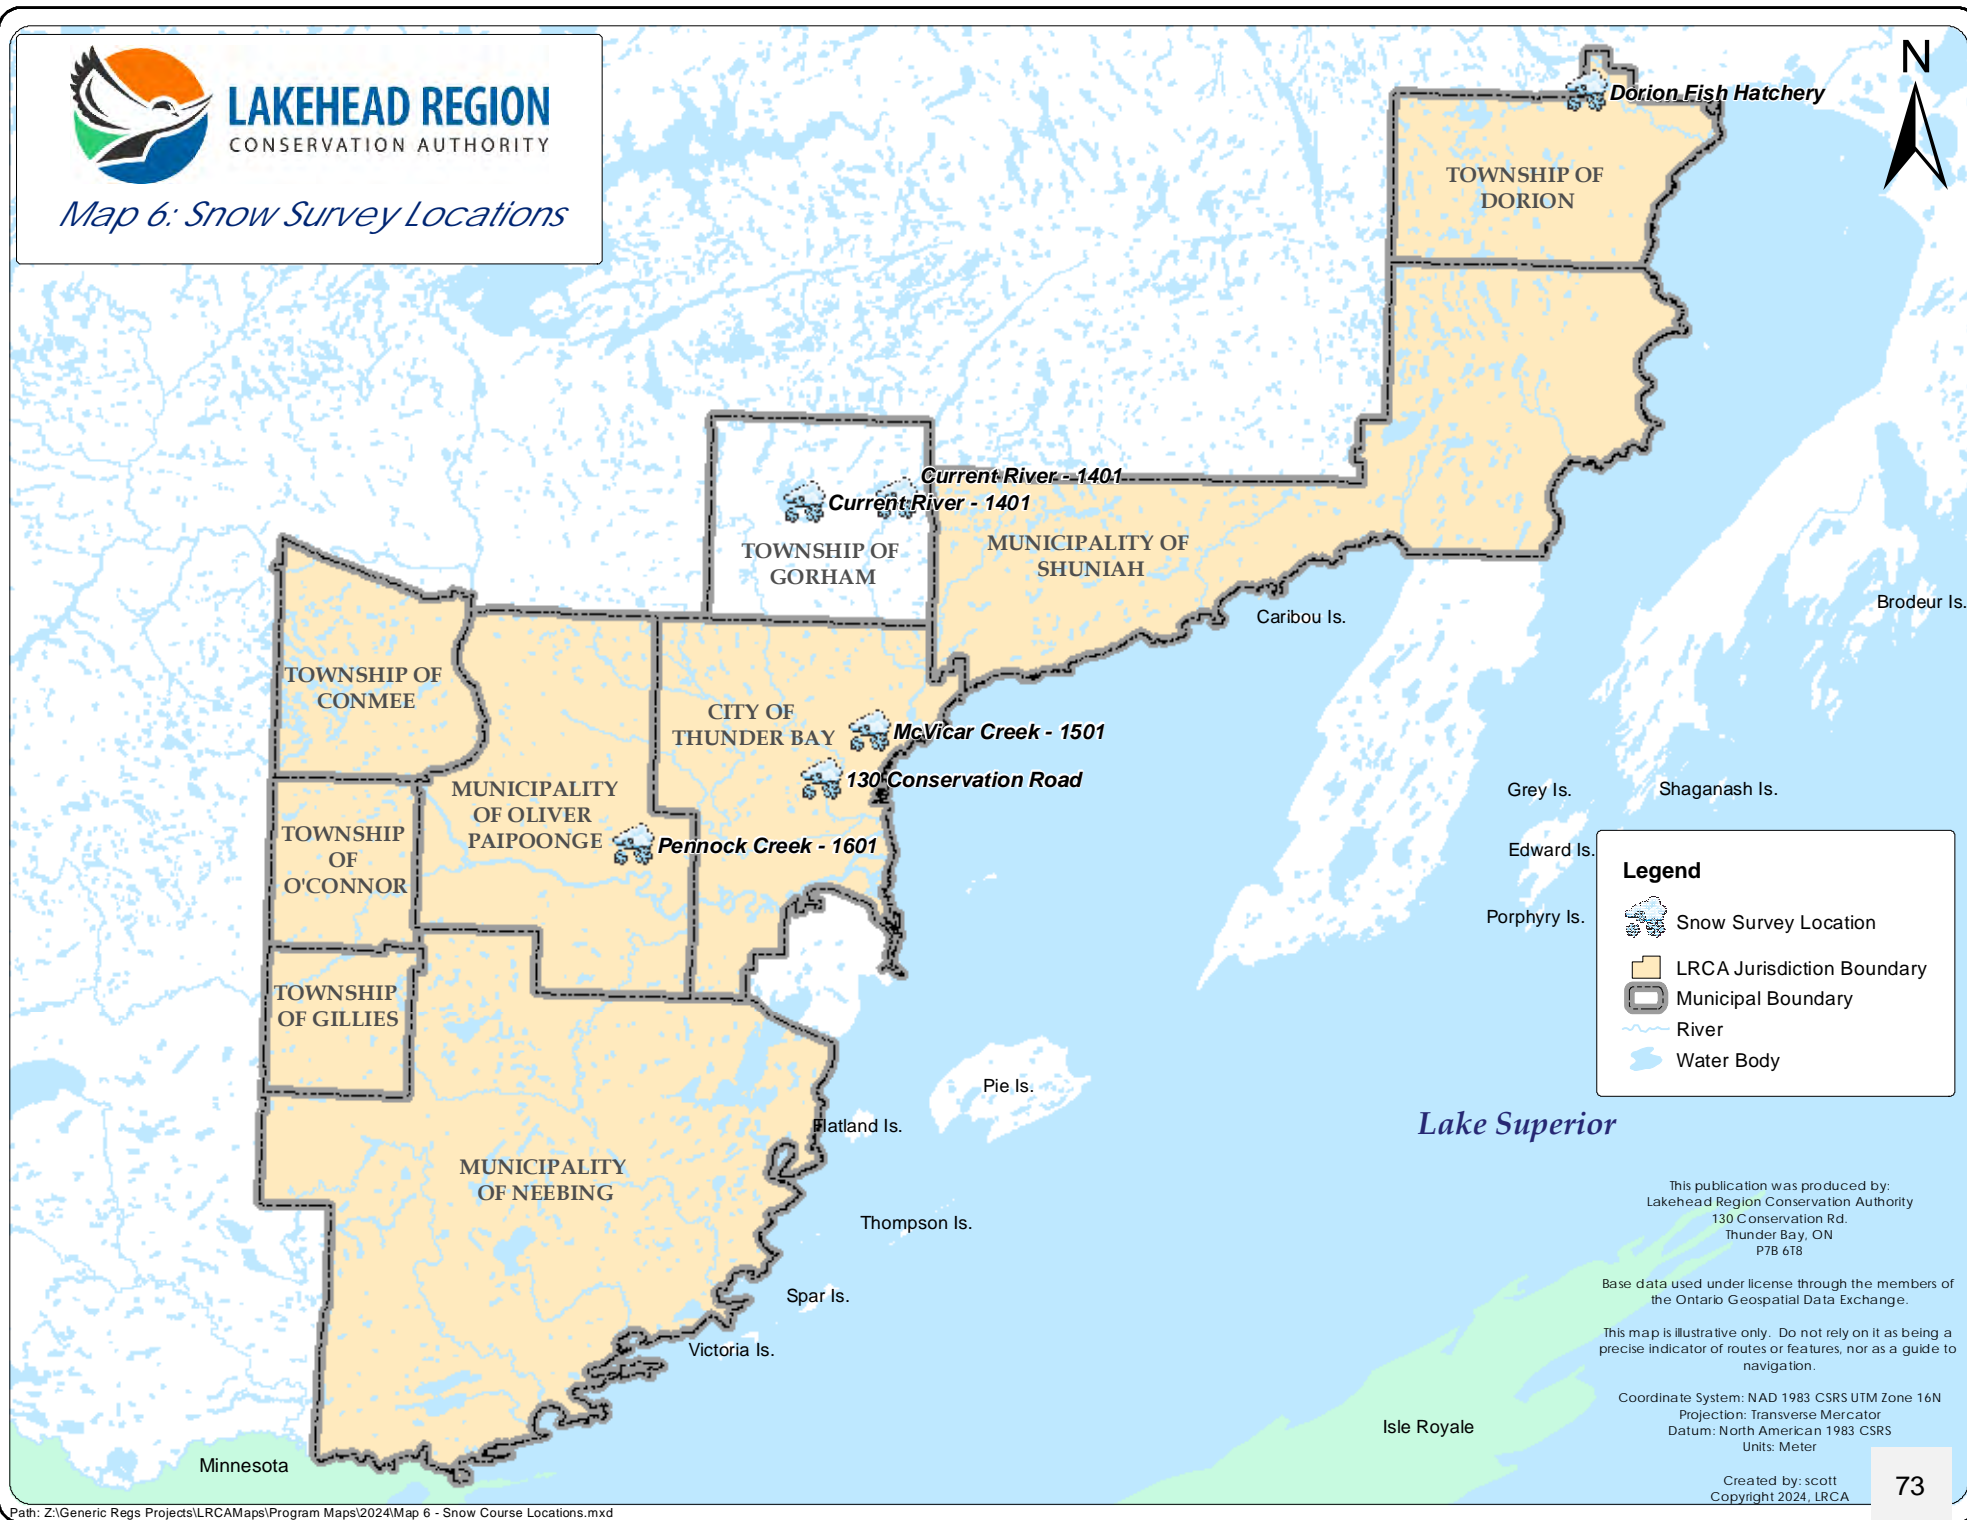 LAKEHEAD REGION
CONSERVATION AUTHORITY
Map 6: Snow Survey Locations
N
Dorion Fish Hatchery
TOWNSHIP OF
DORION
Current River - 1401
Current River - 1401
TOWNSHIP OF
GORHAM
MUNICIPALITY OF
SHUNIAH
Caribou Is.
Brodeur Is.
TOWNSHIP OF
CONMEE
CITY OF
THUNDER BAY
McVicar Creek - 1501
130 Conservation Road
MUNICIPALITY
OF OLIVER
PAIPOONGE
Pennock Creek - 1601
TOWNSHIP
OF
O'CONNOR
Grey Is.
Shaganash Is.
Edward Is.
Porphyry Is.
TOWNSHIP
OF GILLIES
Legend
Snow Survey Location
LRCA Jurisdiction Boundary
Municipal Boundary
River
Water Body
Pie Is.
Flatland Is.
Lake Superior
MUNICIPALITY
OF NEEBING
Thompson Is.
Spar Is.
Victoria Is.
Isle Royale
Minnesota
This publication was produced by:
Lakehead Region Conservation Authority
130 Conservation Rd.
Thunder Bay, ON
P7B 6T8
Base data used under license through the members of
the Ontario Geospatial Data Exchange.
This map is illustrative only. Do not rely on it as being a
precise indicator of routes or features, nor as a guide to
navigation.
Coordinate System: NAD 1983 CSRS UTM Zone 16N
Projection: Transverse Mercator
Datum: North American 1983 CSRS
Units: Meter
Created by: scott
Copyright 2024, LRCA
73
Path: Z:\Generic Regs Projects\LRCAMaps\Program Maps\2024\Map 6 - Snow Course Locations.mxd